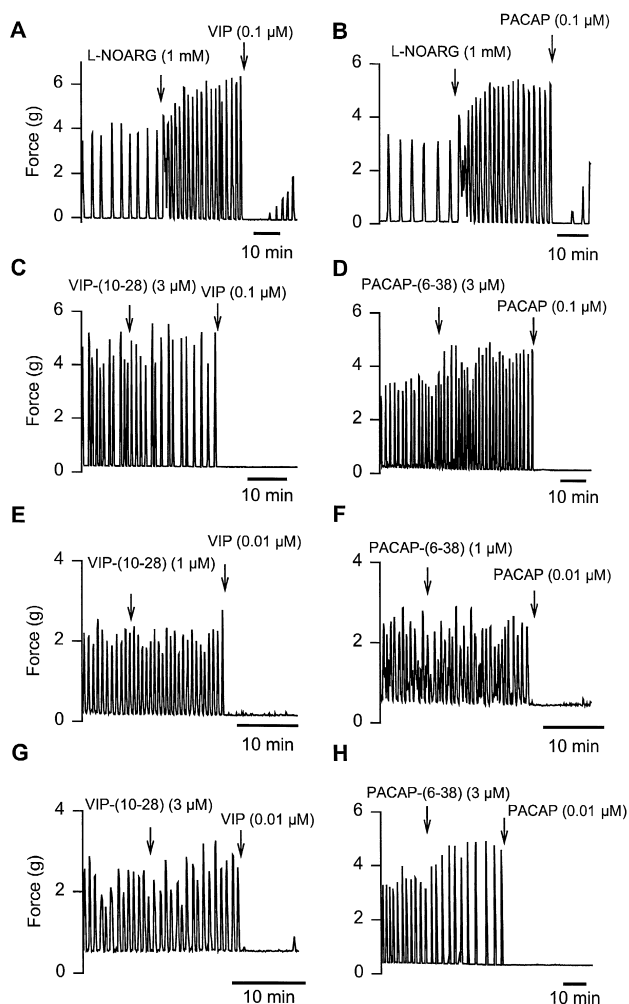 A
VIP (0.1 µM)
L-NOARG (1 mM)
6
4
2
0
Force (g)
10 min
B
PACAP (0.1 µM)
L-NOARG (1 mM)
6
4
2
0
10 min
C
VIP-(10-28) (3 µM) VIP (0.1 µM)
6
4
2
0
Force (g)
10 min
D
PACAP-(6-38) (3 µM)
PACAP (0.1 µM)
6
4
2
0
10 min
E
VIP (0.01 µM)
VIP-(10-28) (1 µM)
4
2
0
Force (g)
10 min
F
PACAP-(6-38) (1 µM)
PACAP (0.01 µM)
4
2
0
10 min
G
VIP-(10-28) (3 µM)
VIP (0.01 µM)
4
2
0
Force (g)
10 min
H
PACAP-(6-38) (3 µM)
PACAP (0.01 µM)
6
4
2
0
10 min